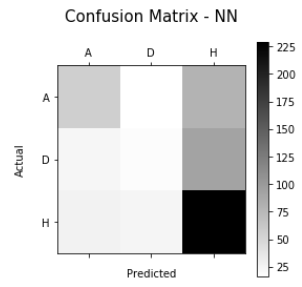 Confusion Matrix - NN
A D H
225
200
175
150
125
100
75
50
25
A
D
H
Actual
Predicted